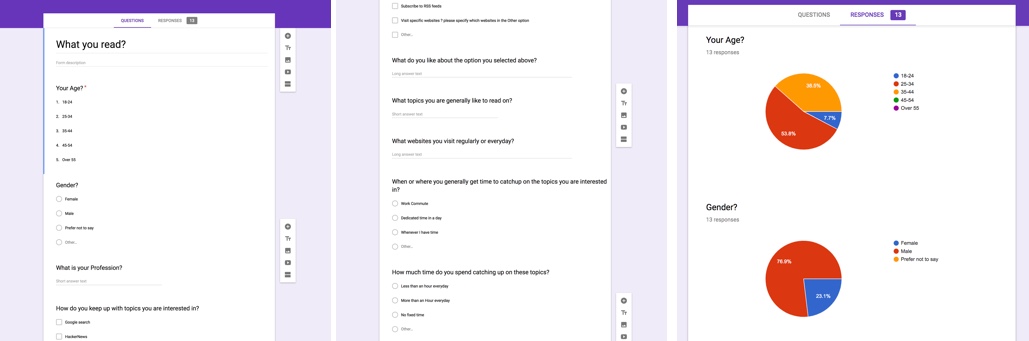 QUESTIONS RESPONSES 13
What you read?
Form description
Your Age? *
1. 18-24
2. 25-34
3. 35-44
4. 45-54
5. Over 55
Gender?
Female
Male
Prefer not to say
Other...
What is your Profession?
Short answer text
How do you keep up with topics you are interested in?
Google search
HackerNews
Subscribe to RSS feeds
Visit specific websites ? please specify which websites in the Other option
Other...
What do you like about the option you selected above?
Long answer text
What topics you are generally like to read on?
Short answer text
What websites you visit regularly or everyday?
Long answer text
When or where you generally get time to catchup on the topics you are interested
in?
Work Commute
Dedicated time in a day
Whenever I have time
Other...
How much time do you spend catching up on these topics?
Less than an hour everyday
More than an Hour everyday
No fixed time
Other...
QUESTIONS RESPONSES 13
Your Age?
13 responses
38.5%
7.7%
53.8%
18-24
25-34
35-44
45-54
Over 55
Gender?
13 responses
76.9%
23.1%
Female
Male
Prefer not to say